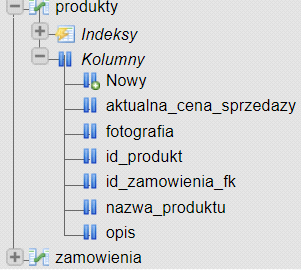 produkty
Indeksy
Kolumny
Nowy
aktualna_cena_sprzedazy
fotografia
id_produkt
id_zamowienia_fk
nazwa_produktu
opis
zamowienia